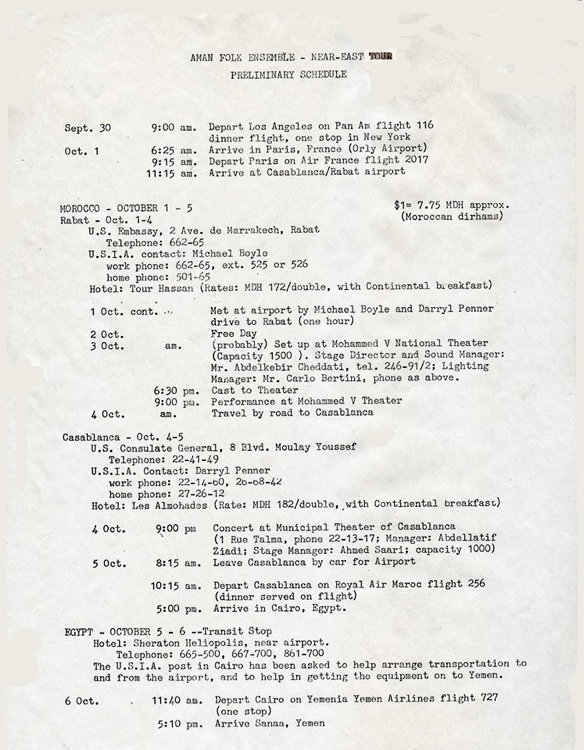 AMAN FOLK ENSEMBLE - NEAR-EAST TOUR
PRELIMINARY SCHEDULE
Sept. 30 9:00 am. Depart Los Angeles on Pan Am flight 116
dinner flight, one stop in New York
Oct. 1 6:25 am. Arrive in Paris, France (Orly Airport)
9:15 am. Depart Paris on Air France flight 2017
11:15 am. Arrive at Casablanca/Rabat airport
MOROCCO - OCTOBER 1 - 5 $1= 7.75 MDH approx.
Rabat - Oct. 1-4 (Moroccan dirhams)
U.S. Embassy, 2 Ave. de Marrakech, Rabat
Telephone: 662-65
U.S.I.A. contact: Michael Boyle
work phone: 662-65, ext. 525 or 526
home phone: 501-65
Hotel: Tour Hassan (Rates: MDH 172/double, with Continental breakfast)
1 Oct. cont. Met at airport by Michael Boyle and Darryl Penner
drive to Rabat (one hour)
2 Oct. Free Day
3 Oct. am. (probably) Set up at Mohammed V National Theater
(Capacity 1500 ). Stage Director and Sound Manager:
Mr. Abdelkebir Cheddati, tel. 246-91/2; Lighting
Manager: Mr. Carlo Bertini, phone as above.
6:30 pm. Cast to Theater
9:00 pm. Performance at Mohammed V Theater
4 Oct. am. Travel by road to Casablanca
Casablanca - Oct. 4-5
U.S. Consulate General, 8 Blvd. Moulay Youssef
Telephone: 22-41-49
U.S.I.A. Contact: Darryl Penner
work phone: 22-14-60, 26-68-42
home phone: 27-26-12
Hotel: Les Almohades (Rate: MDH 182/double, with Continental breakfast)
4 Oct. 9:00 pm Concert at Municipal Theater of Casablanca
(1 Rue Talma, phone 22-13-17; Manager: Abdellatif
Ziadi; Stage Manager: Ahmed Saari; capacity 1000)
5 Oct. 8:15 am. Leave Casablanca by car for Airport
10:15 am. Depart Casablanca on Royal Air Maroc flight 256
(dinner served on flight)
5:00 pm. Arrive in Cairo, Egypt.
EGYPT - OCTOBER 5 - 6 --Transit Stop
Hotel: Sheraton Heliopolis, near airport.
Telephone: 665-500, 667-700, 861-700
The U.S.I.A. post in Cairo has been asked to help arrange transportation to
and from the airport, and to help in getting the equipment on to Yemen.
6 Oct. 11:40 am. Depart Cairo on Yemenia Yemen Airlines flight 727
(one stop)
5:10 pm. Arrive Sanaa, Yemen